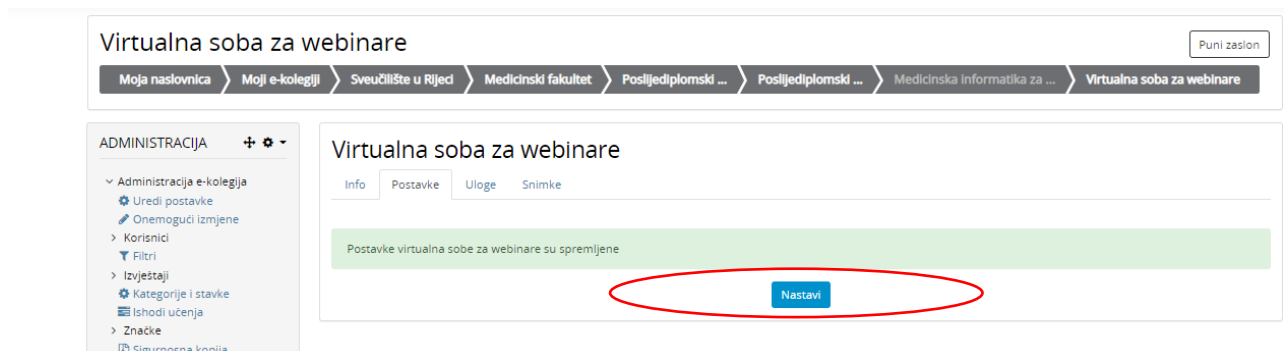 Virtualna soba za webinare
Puni zaslon
Moja naslovnica Moji e-kolegiji Sveučilište u Rijeci Medicinski fakultet Poslijediplomski ... Poslijediplomski ... Medicinska informatika za ... Virtualna soba za webinare
ADMINISTRACIJA
Administracija e-kolegija
Uredi postavke
Onemogući izmjene
Korisnici
Filtri
Izvještaji
Kategorije i stavke
Ishodi učenja
Značke
Sigurnosna kopija
Virtualna soba za webinare
Info Postavke Uloge Snimke
Postavke virtualna sobe za webinare su spremljene
Nastavi